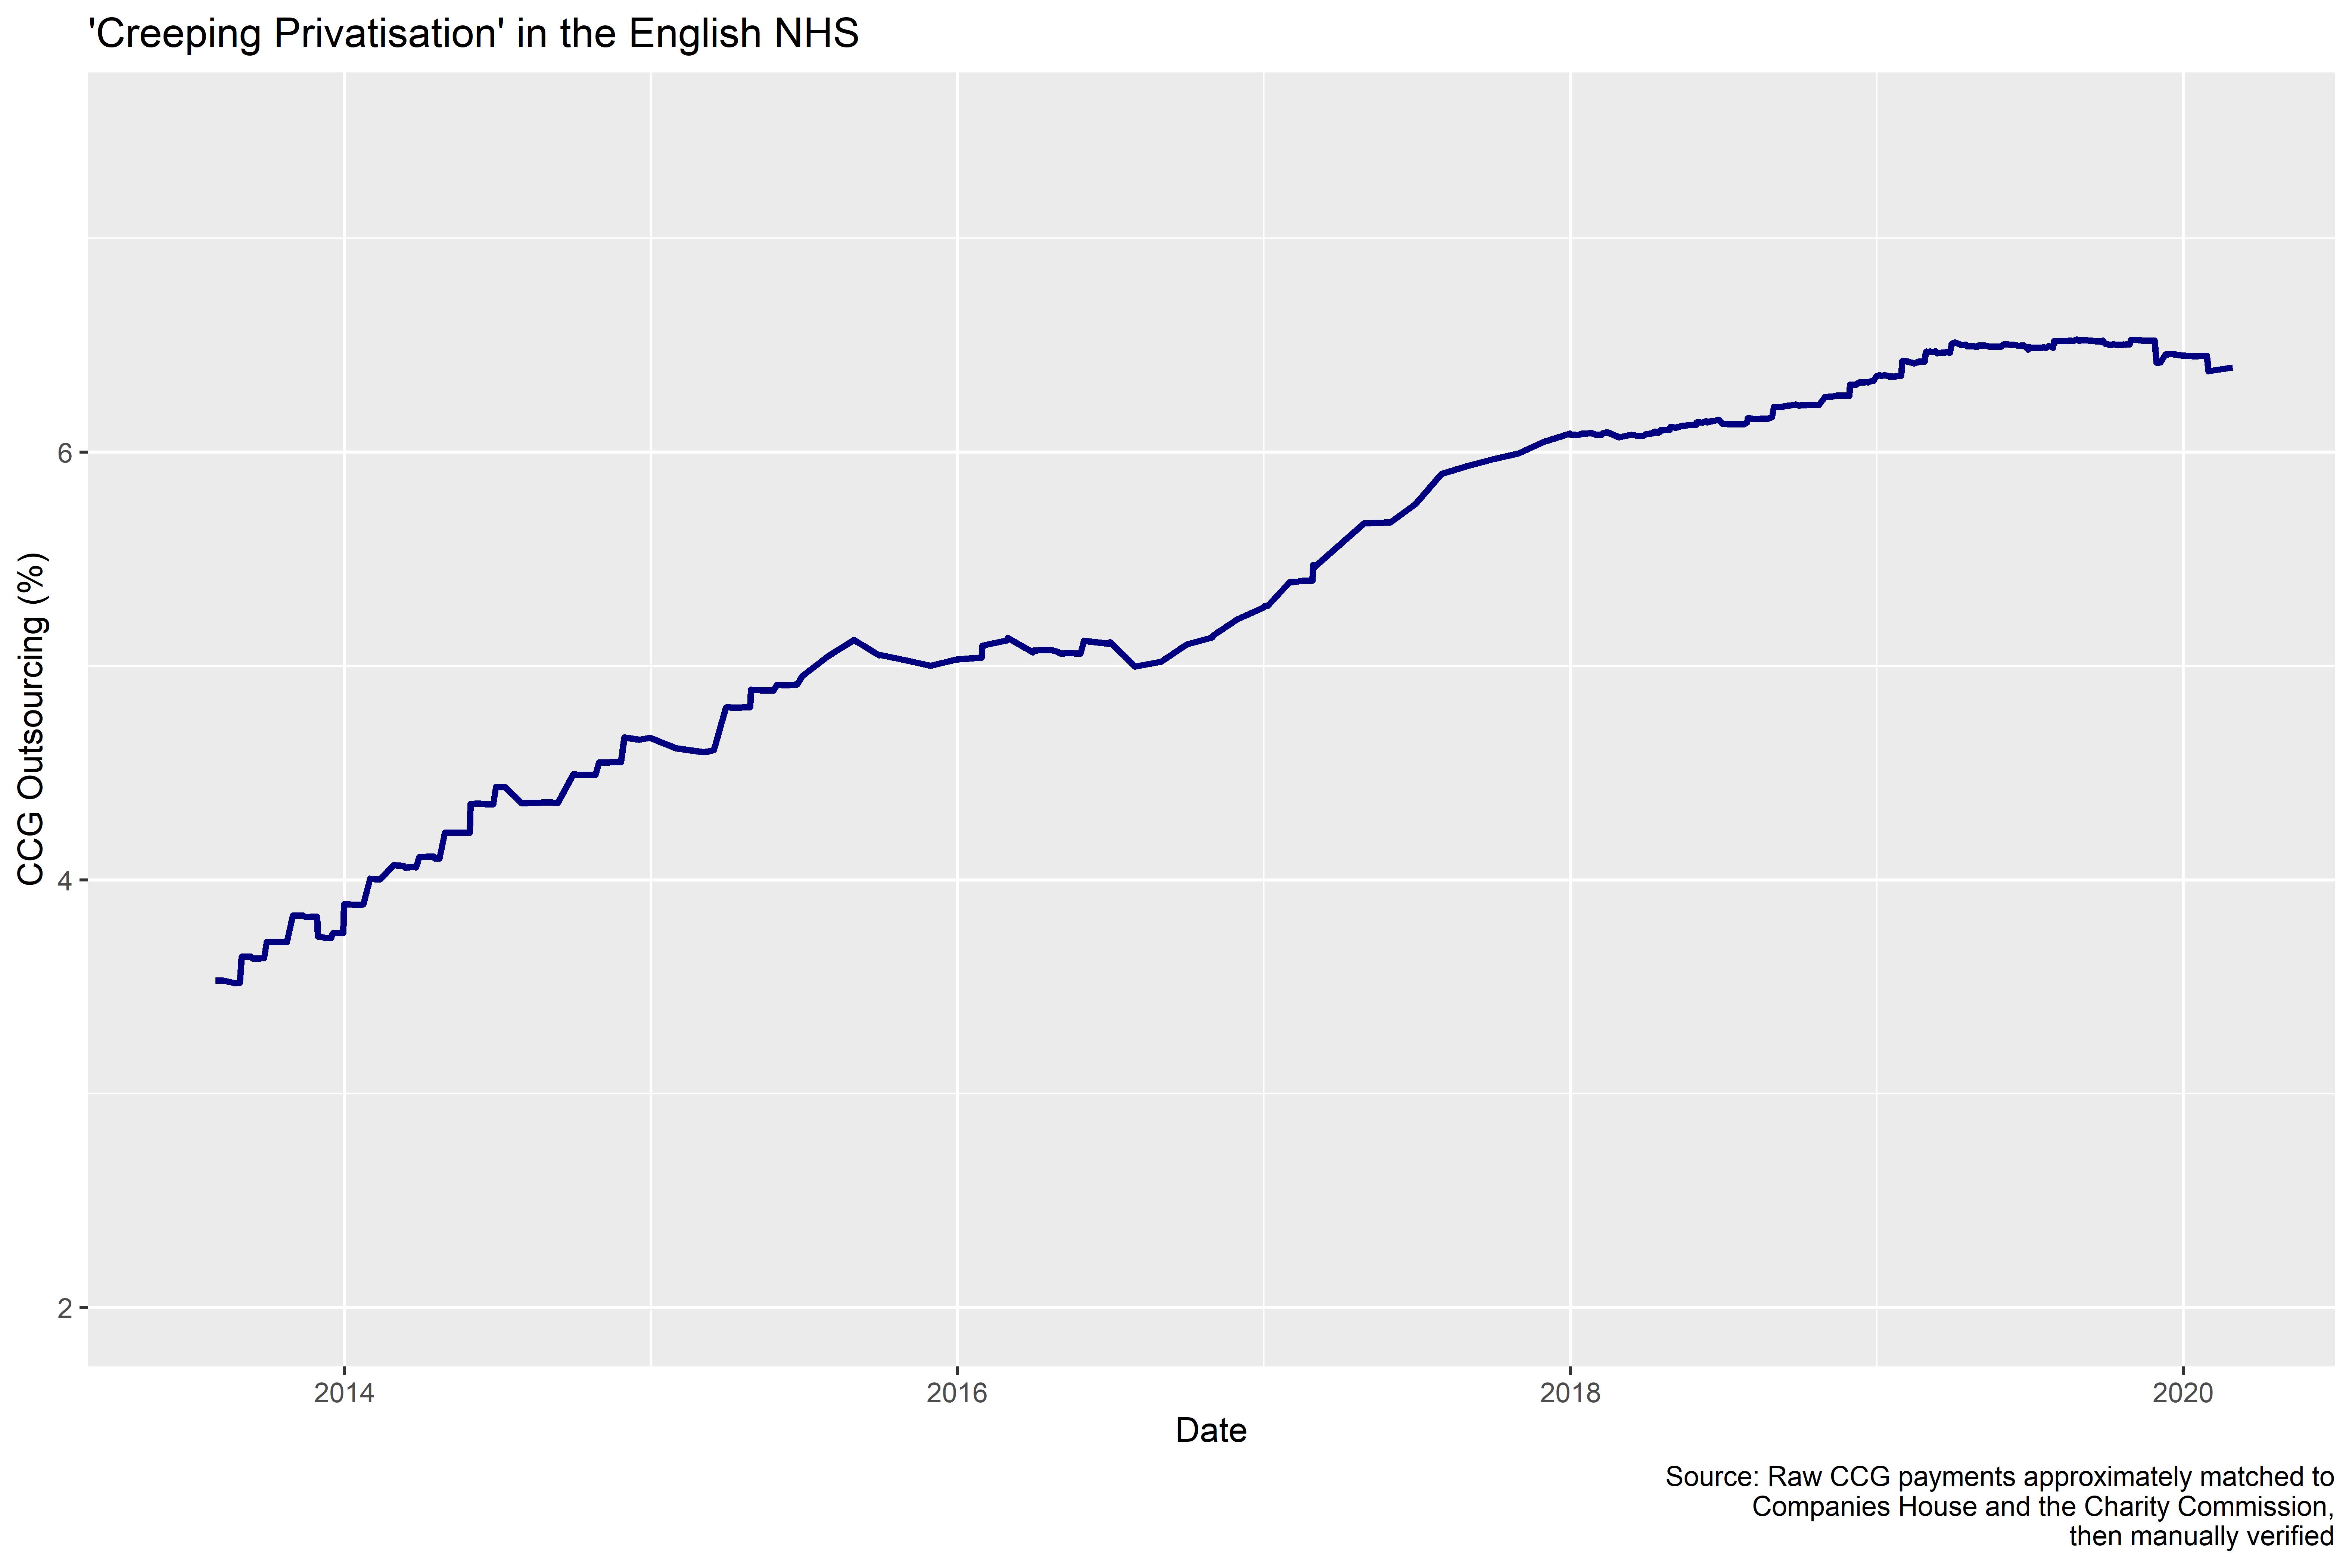 'Creeping Privatisation' in the English NHS
CCG Outsourcing (%)
6
4
2
2014
2016
2018
2020
Date
Source: Raw CCG payments approximately matched to
Companies House and the Charity Commission,
then manually verified